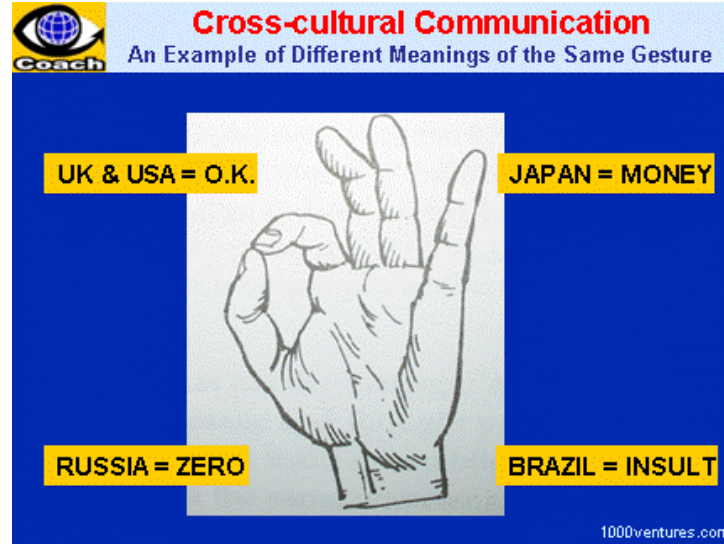 Cross-cultural Communication
An Example of Different Meanings of the Same Gesture
Coach
UK & USA = O.K.
JAPAN = MONEY
RUSSIA = ZERO
BRAZIL = INSULT
1000ventures.com